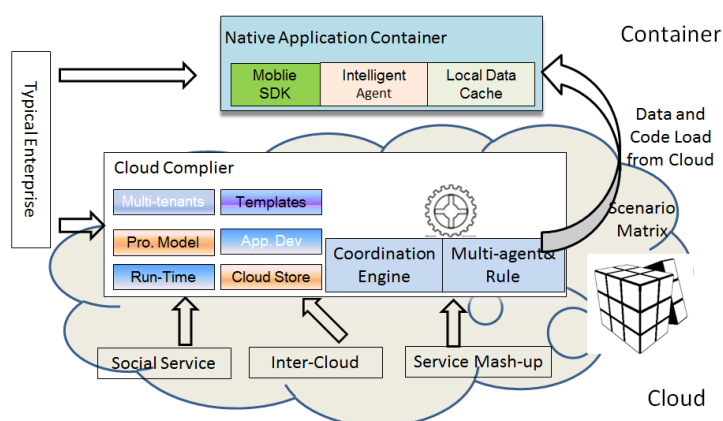 Native Application Container
Moblie
SDK
Intelligent
Agent
Local Data
Cache
Container
Typical Enterprise
Data and
Code Load
from Cloud
Cloud Complier
Multi-tenants
Templates
Pro. Model
App. Dev
Run-Time
Cloud Store
Coordination
Engine
Multi-agent&
Rule
Scenario
Matrix
Social Service
Inter-Cloud
Service Mash-up
Cloud